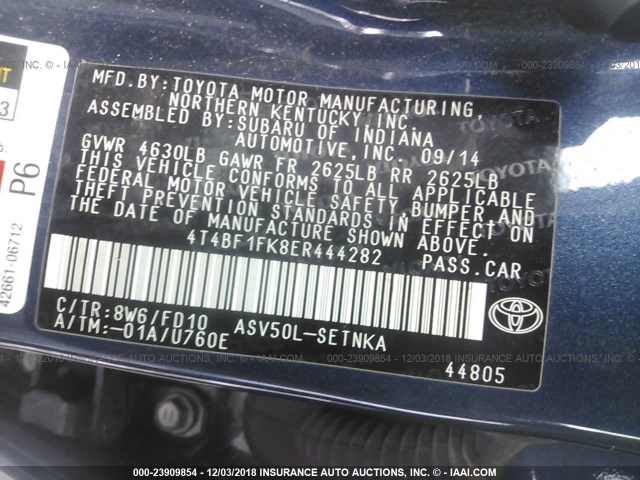 MFD.BY: TOYOTA MOTOR MANUFACTURING,
NORTHERN KENTUCKY, INC.
ASSEMBLED BY: SUBARU OF INDIANA
AUTOMOTIVE, INC. 09/14
GVWR 4630LB GAWR FR 2625LB RR 2625LB
THIS VEHICLE CONFORMS TO ALL APPLICABLE
FEDERAL MOTOR VEHICLE SAFETY, BUMPER, AND
THEFT PREVENTION STANDARDS IN EFFECT ON
THE DATE OF MANUFACTURE SHOWN ABOVE.
4T4BF1FK8ER444282 PASS.CAR
C/TR: 8W6/FD10 ASV50L-SETNKA
A/TM: -01A/U760E
TOYOTA
44805
3
P6
42661-06712
#000-23909854 - 12/03/2018 INSURANCE AUTO AUCTIONS, INC. - © - IAAI.COM